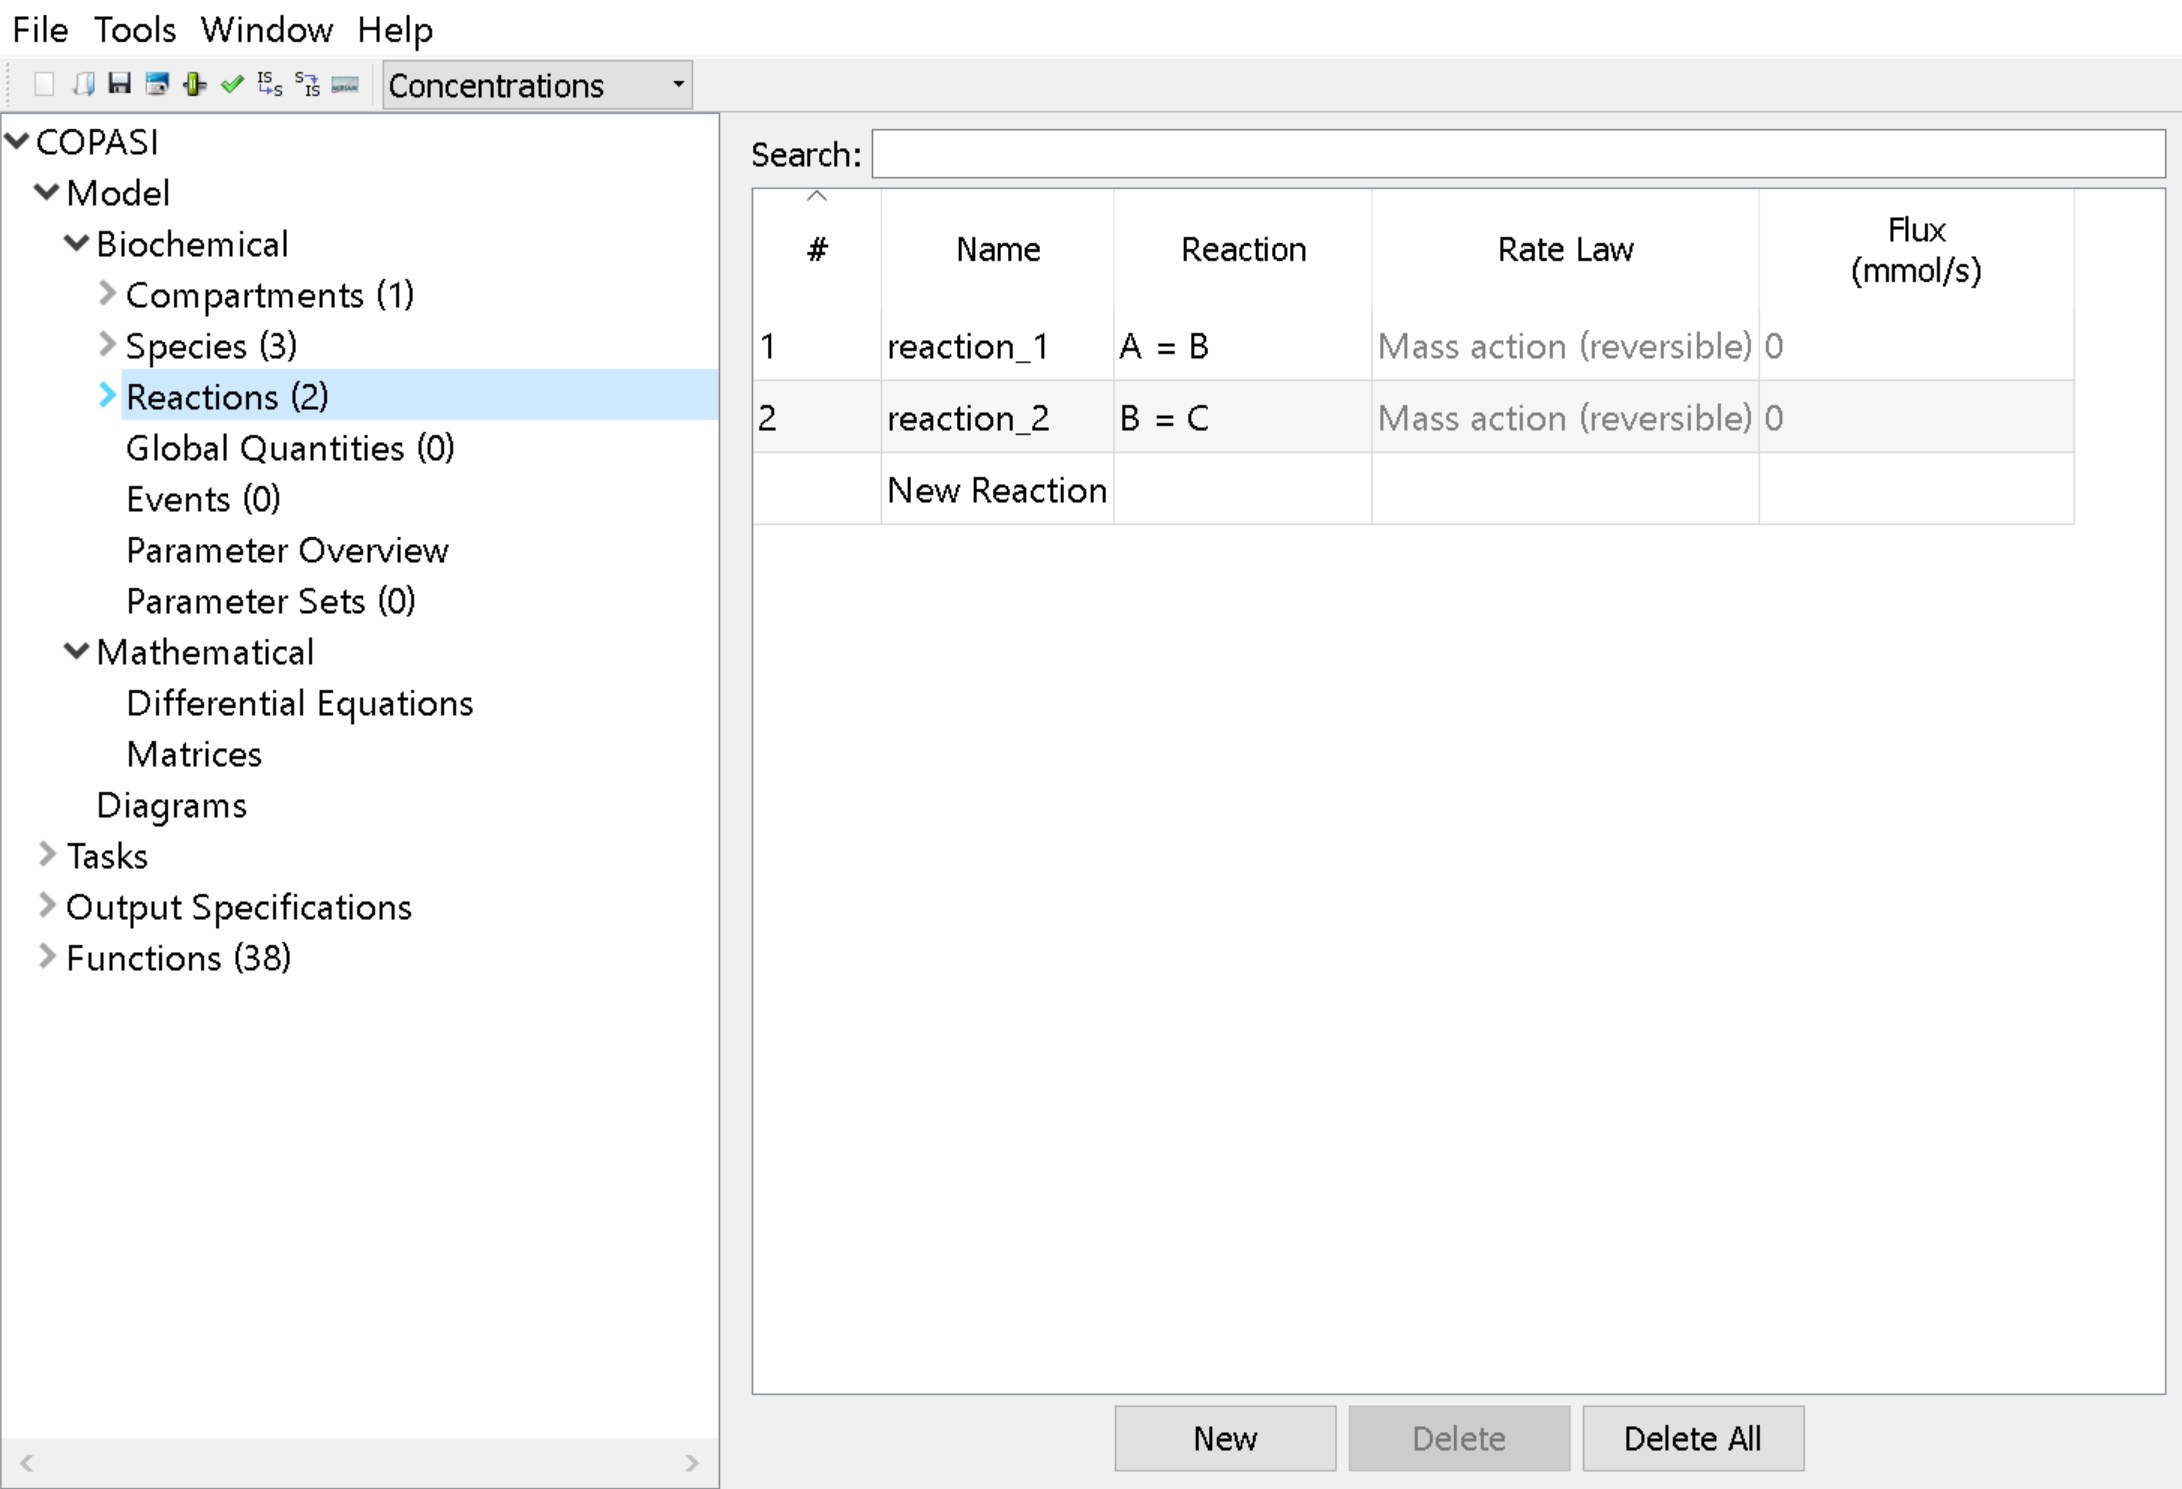 File Tools Window Help
IS S S IS Concentrations
COPASI
Model
Biochemical
Compartments (1)
Species (3)
Reactions (2)
Global Quantities (0)
Events (0)
Parameter Overview
Parameter Sets (0)
Mathematical
Differential Equations
Matrices
Diagrams
Tasks
Output Specifications
Functions (38)
Search:
# Name Reaction Rate Law Flux
(mmol/s)
1 reaction_1 A = B Mass action (reversible) 0
2 reaction_2 B = C Mass action (reversible) 0
New Reaction
New Delete Delete All